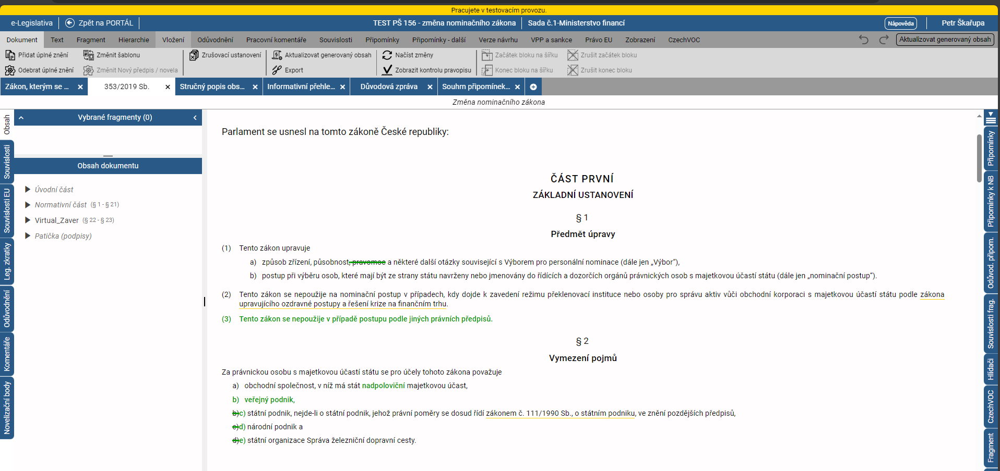 Pracujete v testovacím provozu.
e-Legislativa Zpět na PORTÁL TEST PŠ 156 - změna nominačního zákona Sada č.1-Ministerstvo financí Nápověda Petr Škařupa
Dokument Text Fragment Hierarchie Vložení Odůvodnění Pracovní komentáře Souvislosti Připomínky Připomínky - další Verze návrhu VPP a sankce Právo EU Zobrazení CzechVOC Aktualizovat generovaný obsah
Přidat úplné znění Změnit šablonu Zrušovací ustanovení Aktualizovat generovaný obsah Načíst změny Začátek bloku na šířku Zrušit začátek bloku
Odebrat úplné znění Změnit Nový předpis / novela Export Zobrazit kontrolu pravopisu Konec bloku na šířku Zrušit konec bloku
Zákon, kterým se ... 353/2019 Sb. Stručný popis obs... Informativní přehle... Důvodová zpráva Souhrn připomínek...
Změna nominačního zákona
Obsah
Souvislosti
Souvislosti EU
Leg. zkratky
Odůvodnění
Komentáře
Novelizační body
Vybrané fragmenty (0)
Obsah dokumentu
Úvodní část
Normativní část (§ 1 - § 21)
Virtual_Zaver (§ 22 - § 23)
Patička (podpisy)
Parlament se usnesl na tomto zákoně České republiky:
ČÁST PRVNÍ
ZÁKLADNÍ USTANOVENÍ
§ 1
Předmět úpravy
(1) Tento zákon upravuje
a) způsob zřízení, působnost, pravomoc a některé další otázky související s Výborem pro personální nominace (dále jen „Výbor“),
b) postup při výběru osob, které mají být ze strany státu navrženy nebo jmenovány do řídících a dozorčích orgánů právnických osob s majetkovou účastí státu (dále jen „nominační postup“).
(2) Tento zákon se nepoužije na nominační postup v případech, kdy dojde k zavedení režimu překlenovací instituce nebo osoby pro správu aktiv vůči obchodní korporaci s majetkovou účastí státu podle zákona
upravujícího ozdravné postupy a řešení krize na finančním trhu.
(3) Tento zákon se nepoužije v případě postupu podle jiných právních předpisů.
§ 2
Vymezení pojmů
Za právnickou osobu s majetkovou účastí státu se pro účely tohoto zákona považuje
a) obchodní společnost, v níž má stát nadpoloviční majetkovou účast,
b) veřejný podnik,
b)c) státní podnik, nejde-li o státní podnik, jehož právní poměry se dosud řídí zákonem č. 111/1990 Sb., o státním podniku, ve znění pozdějších předpisů,
c)d) národní podnik a
d)e) státní organizace Správa železniční dopravní cesty.
Připomínky
Připomínky k NB
Odůvod. připom.
Souvislosti frag.
Hlídači
CzechVOC
Fragment